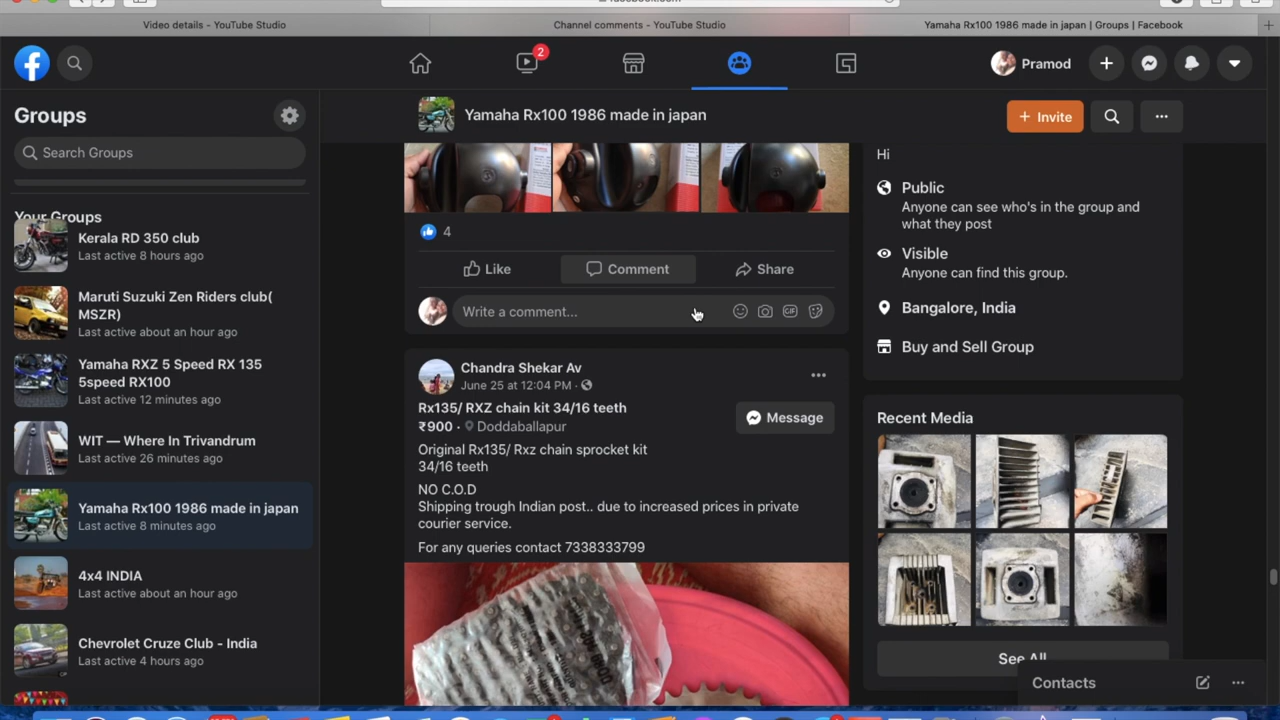 facebook.com
Video details - YouTube Studio
Channel comments - YouTube Studio
Yamaha Rx100 1986 made in japan | Groups | Facebook
2
Pramod
Groups
Search Groups
Your Groups
Kerala RD 350 club
Last active 8 hours ago
Maruti Suzuki Zen Riders club(
MSZR)
Last active about an hour ago
Yamaha RXZ 5 Speed RX 135
5speed RX100
Last active 12 minutes ago
WIT — Where In Trivandrum
Last active 26 minutes ago
Yamaha Rx100 1986 made in japan
Last active 8 minutes ago
4x4 INDIA
Last active about an hour ago
Chevrolet Cruze Club - India
Last active 4 hours ago
Yamaha Rx100 1986 made in japan
+ Invite
4
Like
Comment
Share
Write a comment...
GIF
Chandra Shekar Av
June 25 at 12:04 PM ·
Rx135/ RXZ chain kit 34/16 teeth
₹900 · Doddaballapur
Message
Original Rx135/ Rxz chain sprocket kit
34/16 teeth
NO C.O.D
Shipping trough Indian post.. due to increased prices in private
courier service.
For any queries contact 7338333799
Hi
Public
Anyone can see who's in the group and
what they post
Visible
Anyone can find this group.
Bangalore, India
Buy and Sell Group
Recent Media
See All
Contacts